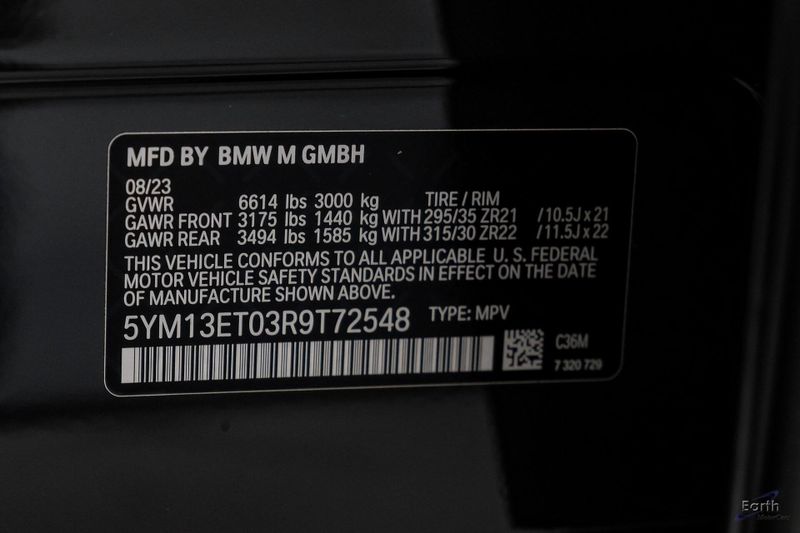 MFD BY BMW M GMBH
08/23
GVWR 6614 lbs 3000 kg TIRE / RIM
GAWR FRONT 3175 lbs 1440 kg WITH 295/35 ZR21 / 10.5J x 21
GAWR REAR 3494 lbs 1585 kg WITH 315/30 ZR22 / 11.5J x 22
THIS VEHICLE CONFORMS TO ALL APPLICABLE U. S. FEDERAL
MOTOR VEHICLE SAFETY STANDARDS IN EFFECT ON THE DATE
OF MANUFACTURE SHOWN ABOVE.
5YM13ET03R9T72548 TYPE: MPV
C36M
7 320 729
Earth
MotorCars